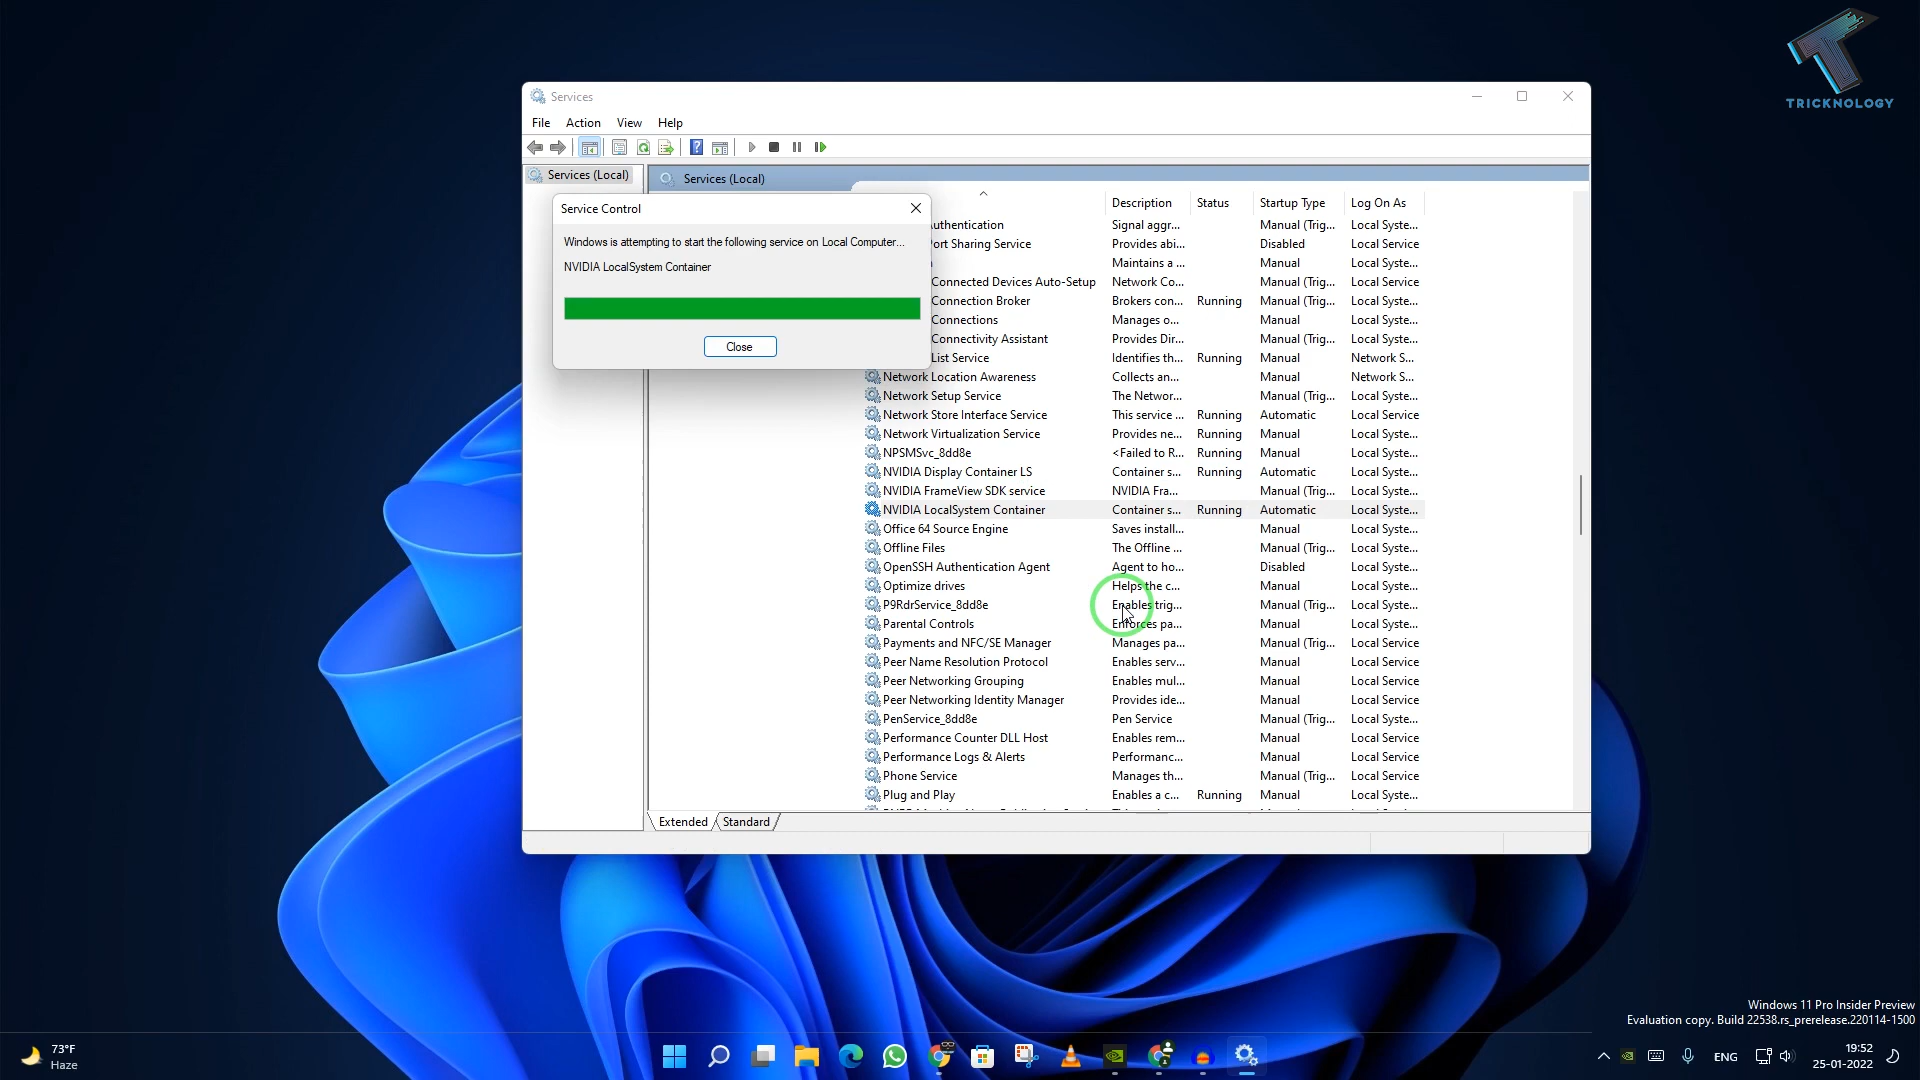 TRICKNOLOGY
Services
File Action View Help
Services (Local)
Services (Local)
Service Control
Windows is attempting to start the following service on Local Computer...
NVIDIA LocalSystem Container
Close
Description Status Startup Type Log On As
uthentication Signal aggr... Manual (Trig... Local Syste...
ort Sharing Service Provides abi... Disabled Local Service
Maintains a ... Manual Local Syste...
Connected Devices Auto-Setup Network Co... Manual (Trig... Local Service
Connection Broker Brokers con... Running Manual (Trig... Local Syste...
Connections Manages o... Manual Local Syste...
Connectivity Assistant Provides Dir... Manual (Trig... Local Syste...
List Service Identifies th... Running Manual Network S...
Network Location Awareness Collects an... Manual Network S...
Network Setup Service The Networ... Manual (Trig... Local Syste...
Network Store Interface Service This service ... Running Automatic Local Service
Network Virtualization Service Provides ne... Running Manual Local Syste...
NPSMSvc_8dd8e <Failed to R... Running Manual Local Syste...
NVIDIA Display Container LS Container s... Running Automatic Local Syste...
NVIDIA FrameView SDK service NVIDIA Fra... Manual (Trig... Local Syste...
NVIDIA LocalSystem Container Container s... Running Automatic Local Syste...
Office 64 Source Engine Saves install... Manual Local Syste...
Offline Files The Offline ... Manual (Trig... Local Syste...
OpenSSH Authentication Agent Agent to ho... Disabled Local Syste...
Optimize drives Helps the c... Manual Local Syste...
P9RdrService_8dd8e Enables trig... Manual (Trig... Local Syste...
Parental Controls Enforces pa... Manual Local Syste...
Payments and NFC/SE Manager Manages pa... Manual (Trig... Local Service
Peer Name Resolution Protocol Enables serv... Manual Local Service
Peer Networking Grouping Enables mul... Manual Local Service
Peer Networking Identity Manager Provides ide... Manual Local Service
PenService_8dd8e Pen Service Manual (Trig... Local Syste...
Performance Counter DLL Host Enables rem... Manual Local Service
Performance Logs & Alerts Performanc... Manual Local Service
Phone Service Manages th... Manual (Trig... Local Service
Plug and Play Enables a c... Running Manual Local Syste...
Extended Standard
Windows 11 Pro Insider Preview
Evaluation copy. Build 22538.rs_prerelease.220114-1500
73°F
Haze
ENG
19:52
25-01-2022